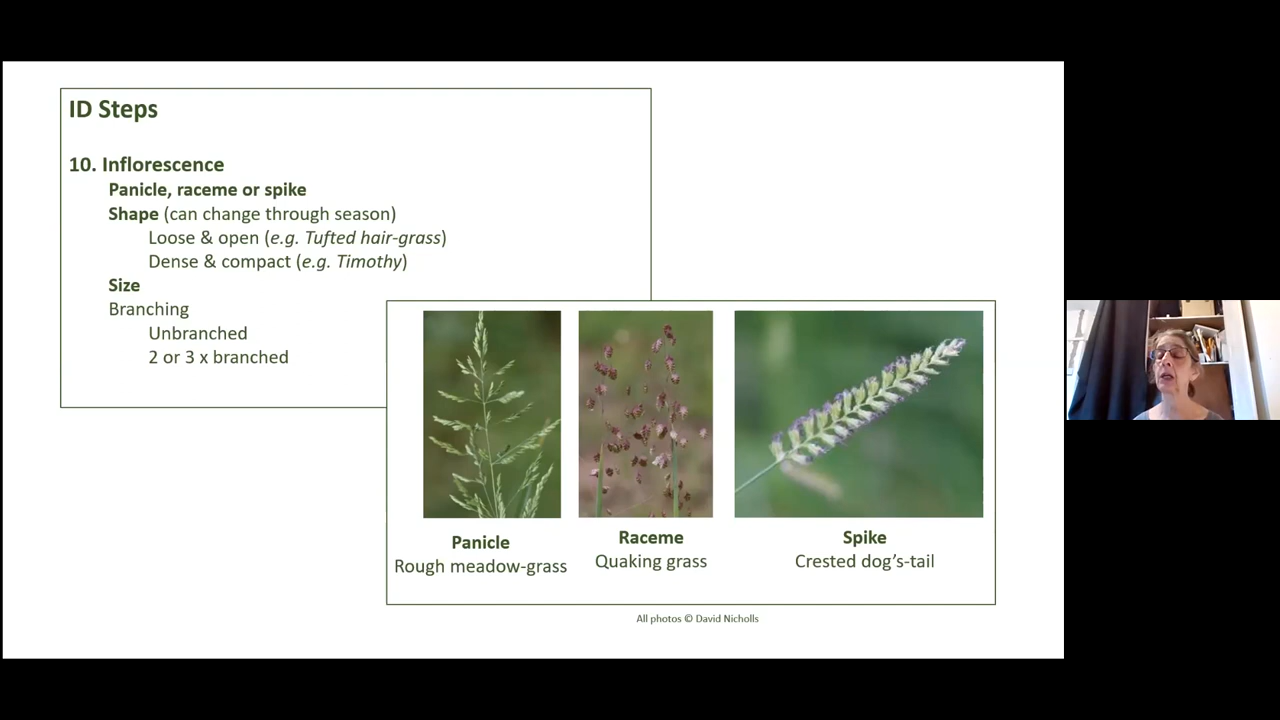 ID Steps
10. Inflorescence
Panicle, raceme or spike
Shape (can change through season)
Loose & open (e.g. Tufted hair-grass)
Dense & compact (e.g. Timothy)
Size
Branching
Unbranched
2 or 3 x branched
Panicle
Rough meadow-grass
Raceme
Quaking grass
Spike
Crested dog’s-tail
All photos © David Nicholls